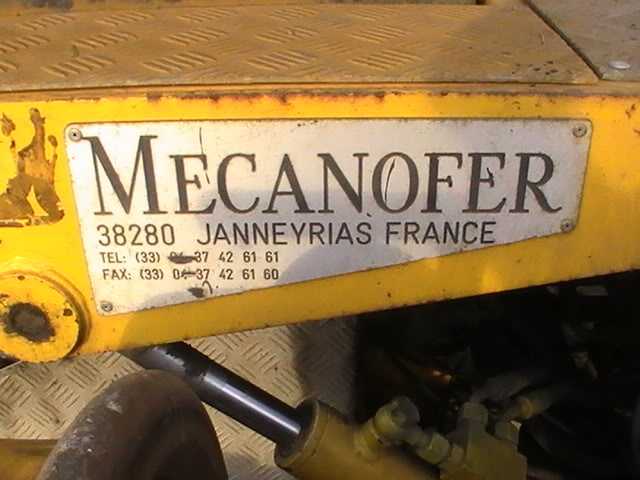 MECANOFER
38280 JANNEYRIAS FRANCE
TEL: (33) 37 42 61 61
FAX: (33) 04 37 42 61 60